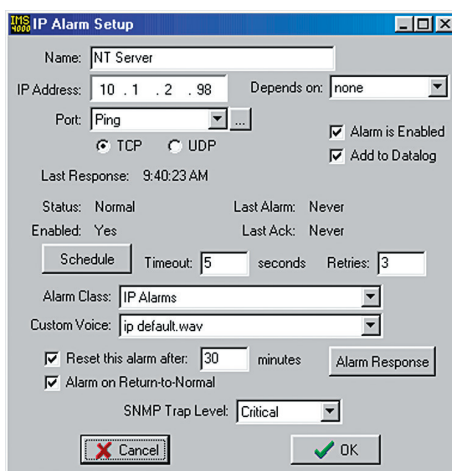 IMS 4000 IP Alarm Setup
Name: NT Server
IP Address: 10 . 1 . 2 . 98 Depends on: none
Port: Ping ...
Alarm is Enabled
TCP UDP
Add to Datalog
Last Response: 9:40:23 AM
Status: Normal Last Alarm: Never
Enabled: Yes Last Ack: Never
Schedule Timeout: 5 seconds Retries: 3
Alarm Class: IP Alarms
Custom Voice: ip default.wav
Reset this alarm after: 30 minutes Alarm Response
Alarm on Return-to-Normal
SNMP Trap Level: Critical
Cancel OK